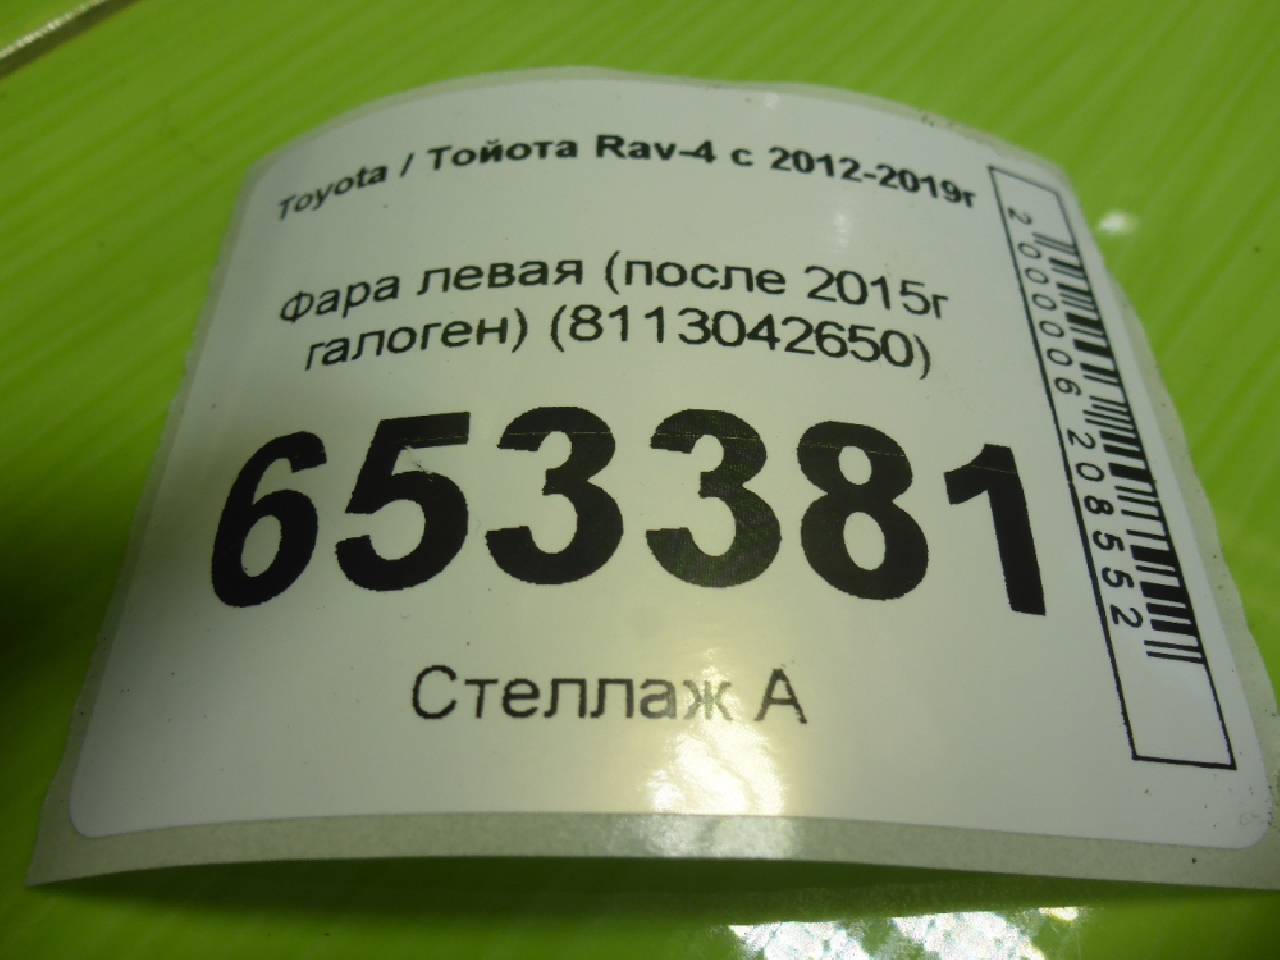 Toyota / Тойота Rav-4 с 2012-2019г
Фара левая (после 2015г
галоген) (8113042650)
653381
Стеллаж А
2000006208552